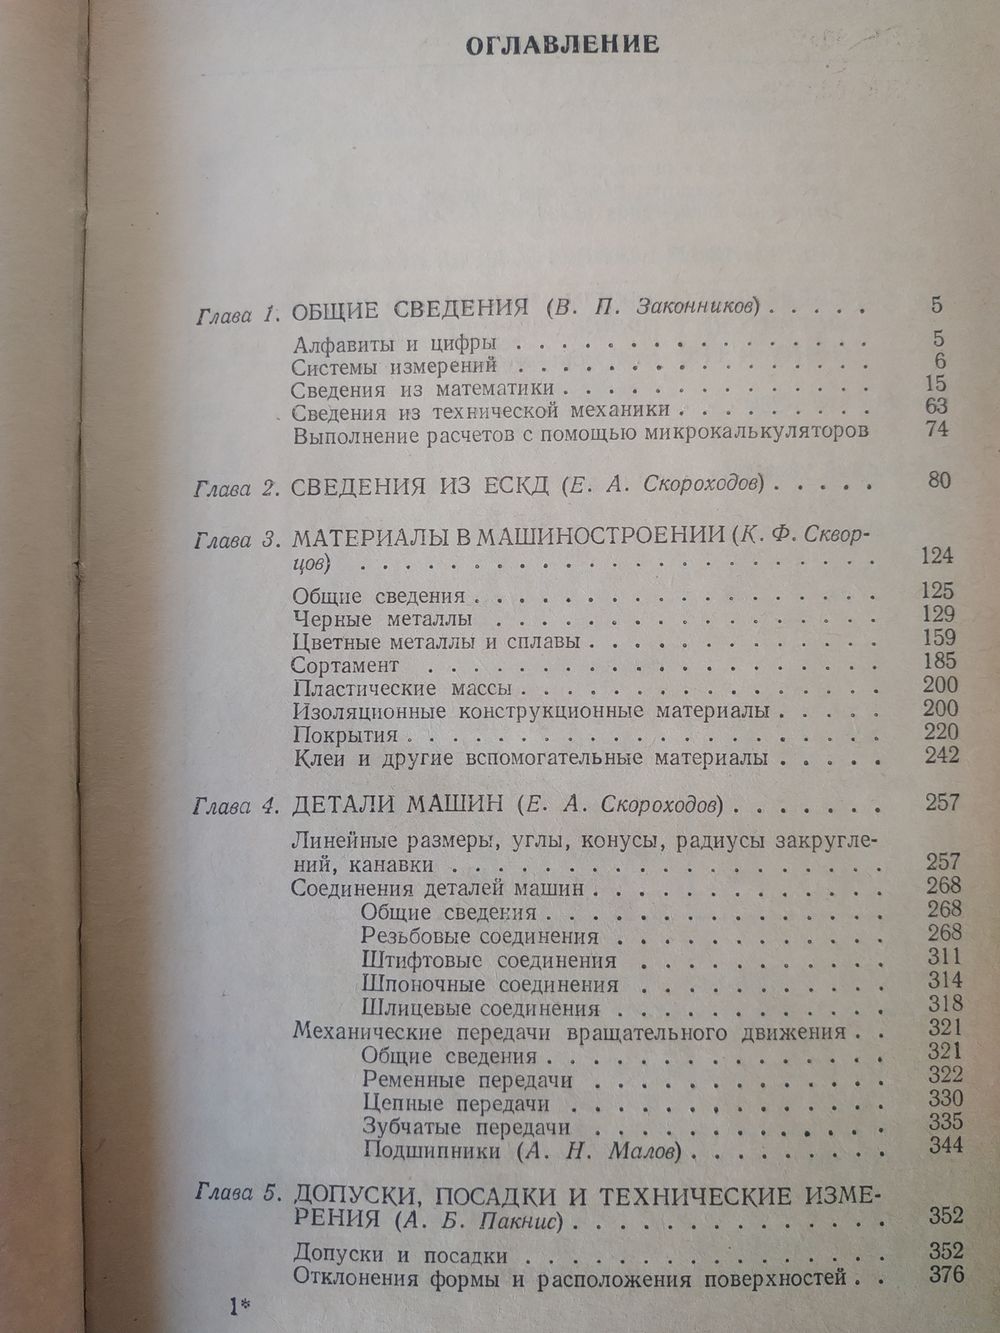 ОГЛАВЛЕНИЕ
Глава 1. ОБЩИЕ СВЕДЕНИЯ (В. П. Законников) . . . . . 5
Алфавиты и цифры . . . . . . . . . . . . . . . . 5
Системы измерений . . . . . . . . . . . . . . . . 6
Сведения из математики . . . . . . . . . . . . . . 15
Сведения из технической механики . . . . . . . . . 63
Выполнение расчетов с помощью микрокалькуляторов 74
Глава 2. СВЕДЕНИЯ ИЗ ЕСКД (Е. А. Скороходов) . . . . . 80
Глава 3. МАТЕРИАЛЫ В МАШИНОСТРОЕНИИ (К. Ф. Сквор-
цов) . . . . . . . . . . . . . . . . . . . . . . . 124
Общие сведения . . . . . . . . . . . . . . . . . . 125
Черные металлы . . . . . . . . . . . . . . . . . 129
Цветные металлы и сплавы . . . . . . . . . . . . . 159
Сортамент . . . . . . . . . . . . . . . . . . . . 185
Пластические массы . . . . . . . . . . . . . . . . 200
Изоляционные конструкционные материалы . . . . . 200
Покрытия . . . . . . . . . . . . . . . . . . . . . 220
Клеи и другие вспомогательные материалы . . . . . 242
Глава 4. ДЕТАЛИ МАШИН (Е. А. Скороходов) . . . . . . . 257
Линейные размеры, углы, конусы, радиусы закругле-
ний, канавки . . . . . . . . . . . . . . . . . . . 257
Соединения деталей машин . . . . . . . . . . . . . 268
Общие сведения . . . . . . . . . . . . . . . 268
Резьбовые соединения . . . . . . . . . . . . 268
Штифтовые соединения . . . . . . . . . . . 311
Шпоночные соединения . . . . . . . . . . . 314
Шлицевые соединения . . . . . . . . . . . . 318
Механические передачи вращательного движения . . 321
Общие сведения . . . . . . . . . . . . . . . 321
Ременные передачи . . . . . . . . . . . . . 322
Цепные передачи . . . . . . . . . . . . . . 330
Зубчатые передачи . . . . . . . . . . . . . 335
Подшипники (А. Н. Малов) . . . . . . . . . 344
Глава 5. ДОПУСКИ, ПОСАДКИ И ТЕХНИЧЕСКИЕ ИЗМЕ-
РЕНИЯ (А. Б. Пакнис) . . . . . . . . . . . . . . 352
Допуски и посадки . . . . . . . . . . . . . . . . 352
Отклонения формы и расположения поверхностей . . 376
1*